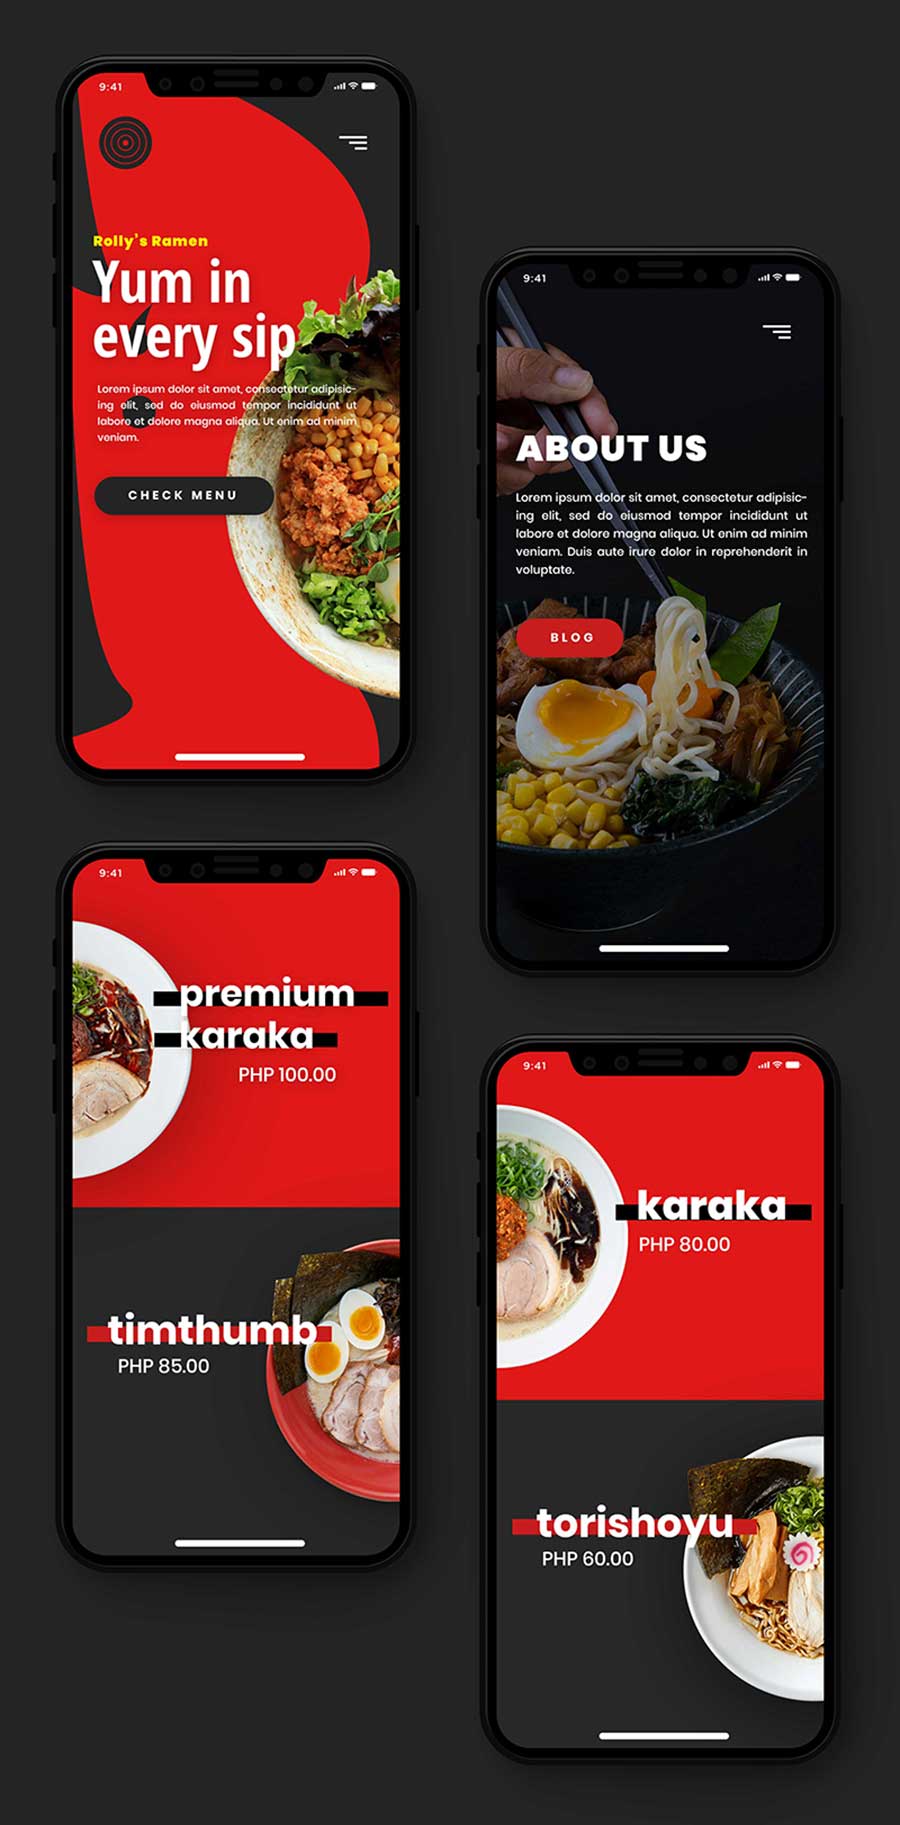 9:41
Rolly's Ramen
Yum in
every sip
Lorem ipsum dolor sit amet, consectetur adipisic-
ing elit, sed do eiusmod tempor incididunt ut
labore et dolore magna aliqua. Ut enim ad minim
veniam.
CHECK MENU
9:41
ABOUT US
Lorem ipsum dolor sit amet, consectetur adipisic-
ing elit, sed do eiusmod tempor incididunt ut
labore et dolore magna aliqua. Ut enim ad minim
veniam. Duis aute irure dolor in reprehenderit in
voluptate.
BLOG
9:41
premium
karaka
PHP 100.00
timthumb
PHP 85.00
9:41
karaka
PHP 80.00
torishoyu
PHP 60.00